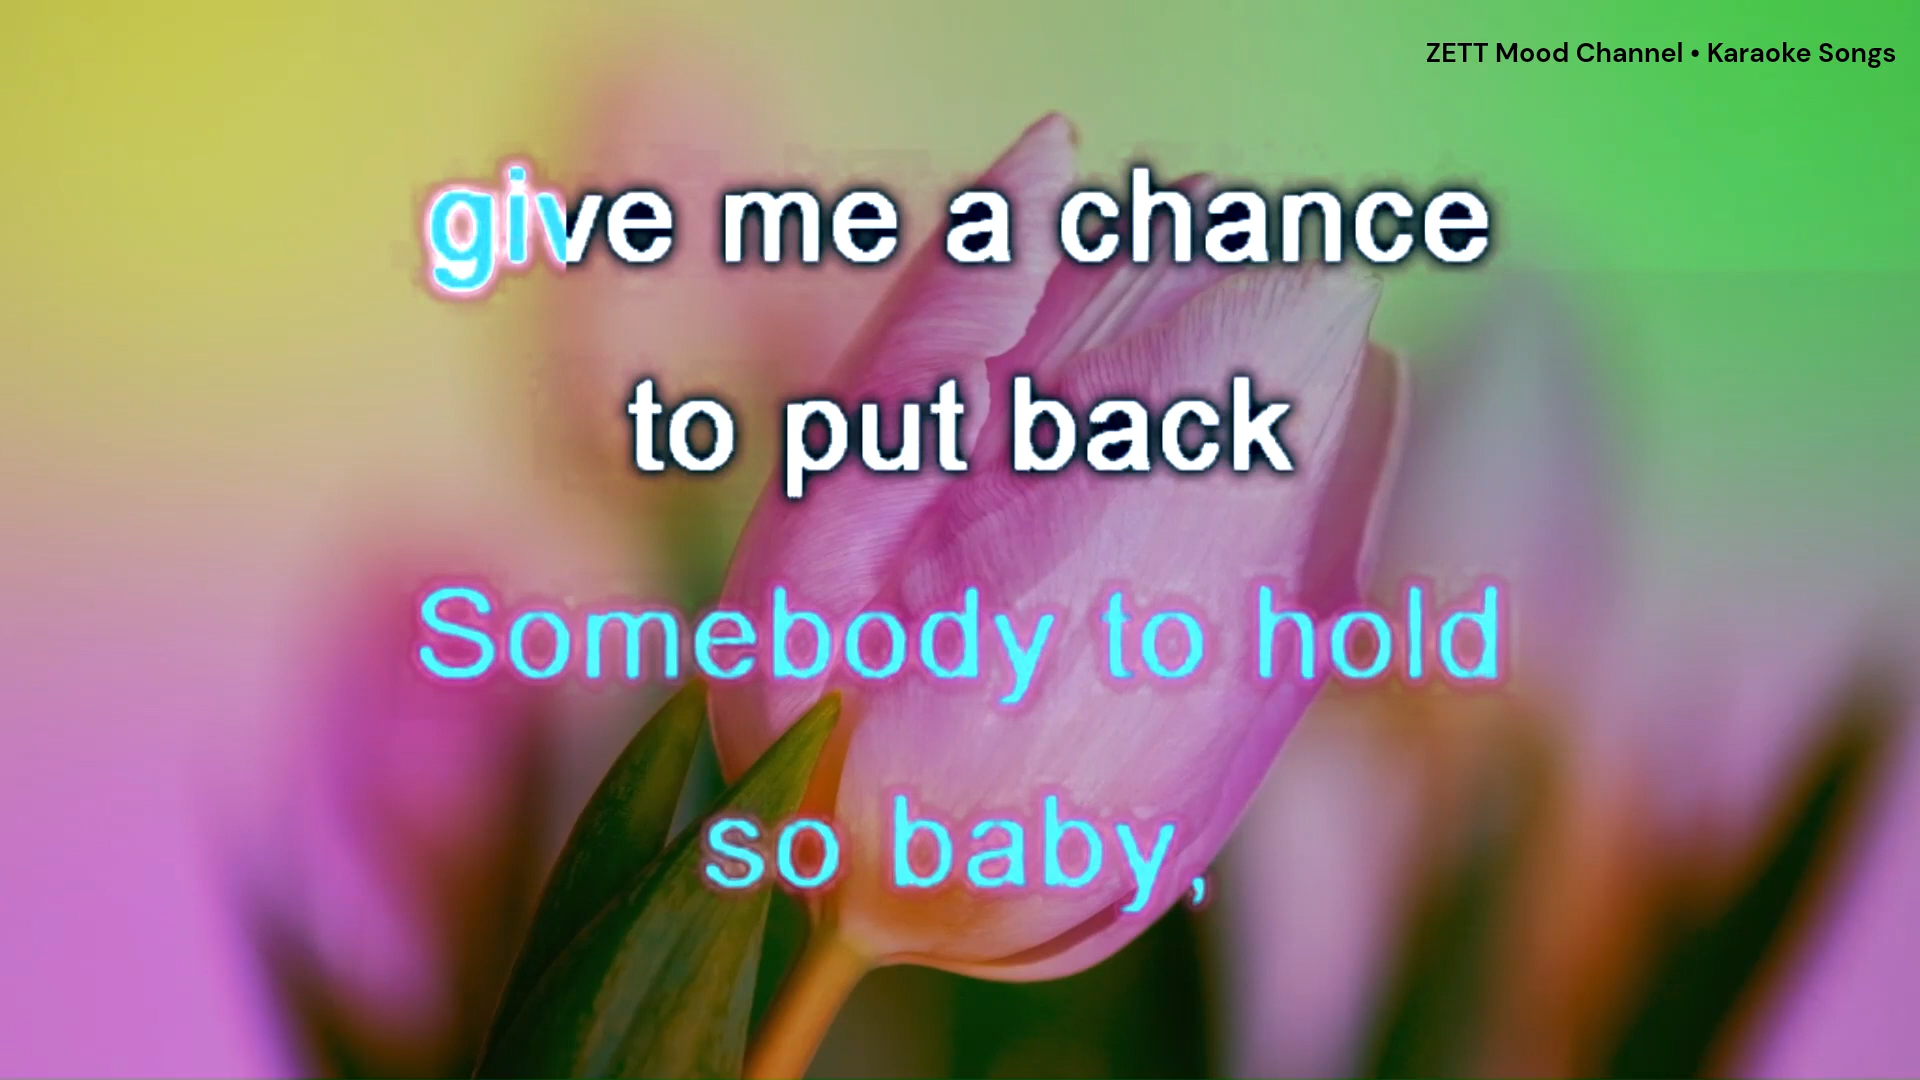 ZETT Mood Channel • Karaoke Songs
give me a chance
to put back
Somebody to hold
so baby,